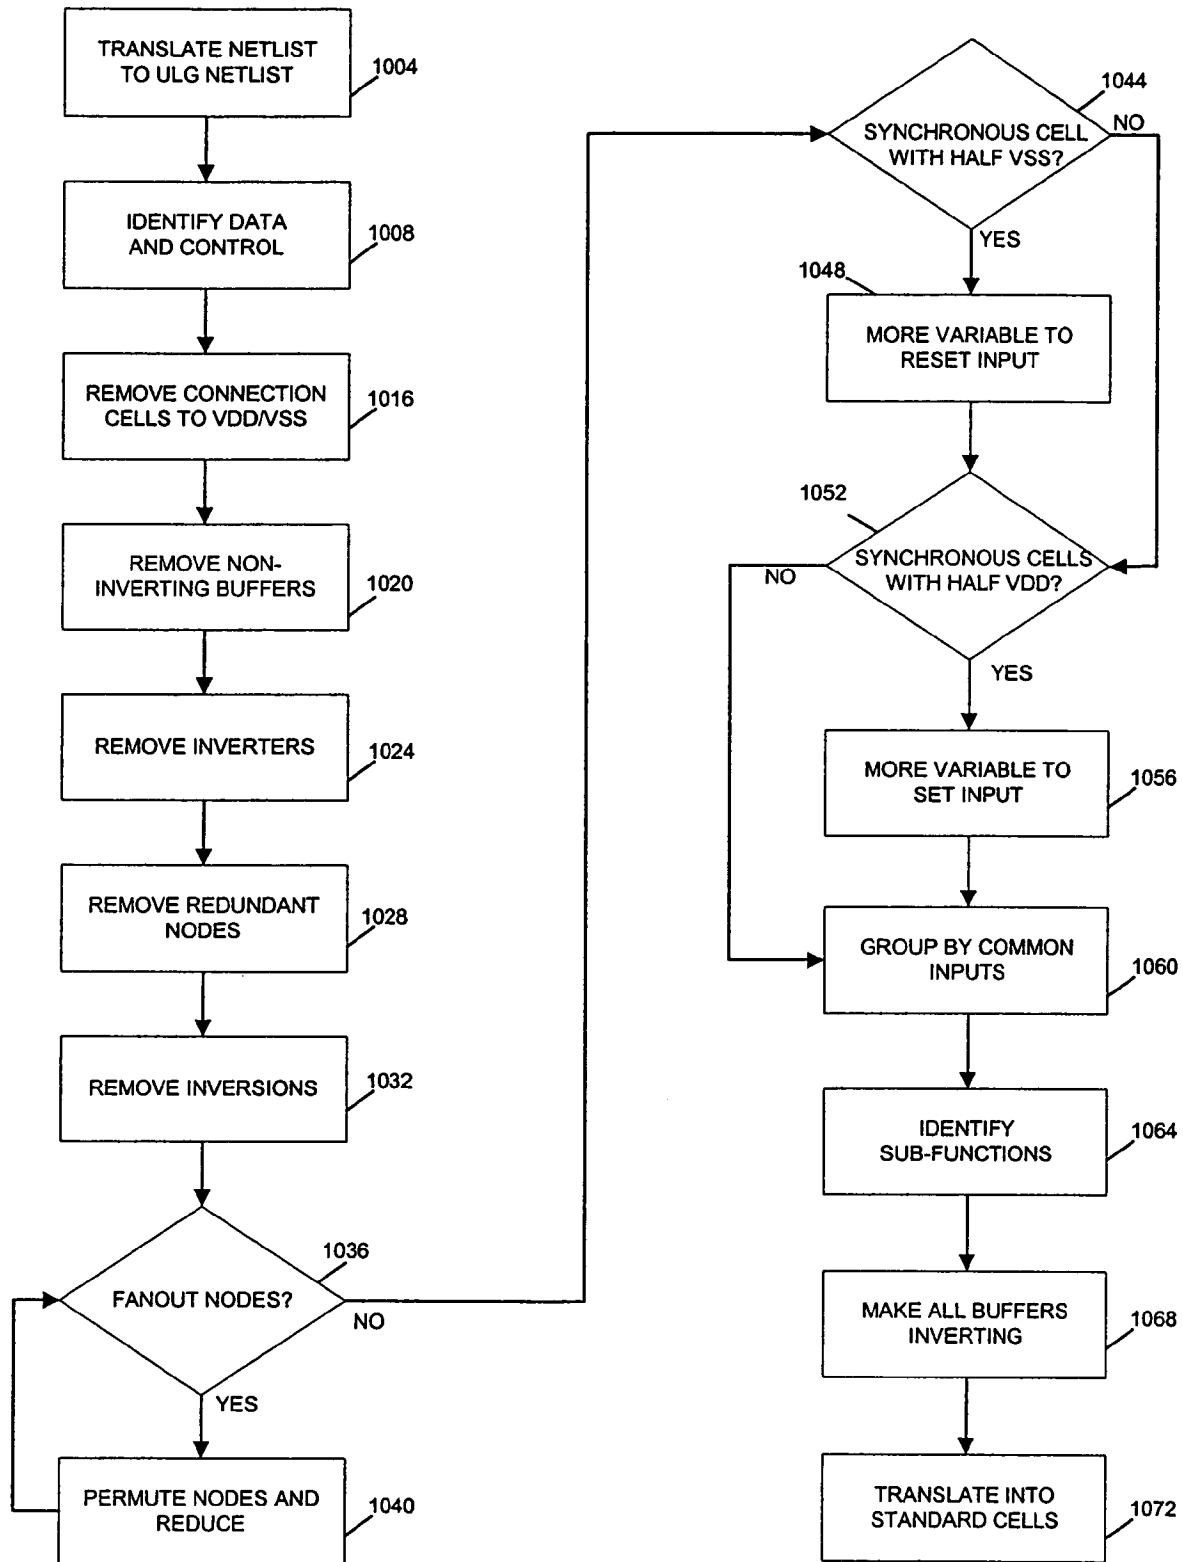 TRANSLATE NETLIST
TO ULG NETLIST
1004
IDENTIFY DATA
AND CONTROL
1008
REMOVE CONNECTION
CELLS TO VDD/VSS
1016
REMOVE NON-
INVERTING BUFFERS
1020
REMOVE INVERTERS
1024
REMOVE REDUNDANT
NODES
1028
REMOVE INVERSIONS
1032
FANOUT NODES?
1036
NO
YES
PERMUTE NODES AND
REDUCE
1040
SYNCHRONOUS CELL
WITH HALF VSS?
1044
NO
YES
1048
MORE VARIABLE TO
RESET INPUT
1052
SYNCHRONOUS CELLS
WITH HALF VDD?
NO
YES
MORE VARIABLE TO
SET INPUT
1056
GROUP BY COMMON
INPUTS
1060
IDENTIFY
SUB-FUNCTIONS
1064
MAKE ALL BUFFERS
INVERTING
1068
TRANSLATE INTO
STANDARD CELLS
1072